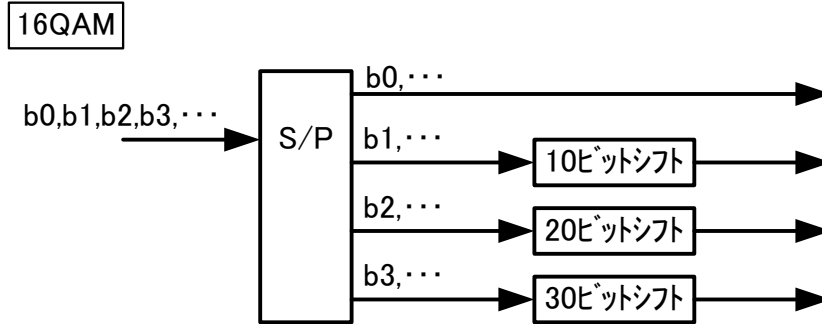 16QAM
b0,･･･
b0,b1,b2,b3,･･･
S/P
b1,･･･
10ﾋﾞｯﾄｼﾌﾄ
b2,･･･
20ﾋﾞｯﾄｼﾌﾄ
b3,･･･
30ﾋﾞｯﾄｼﾌﾄ